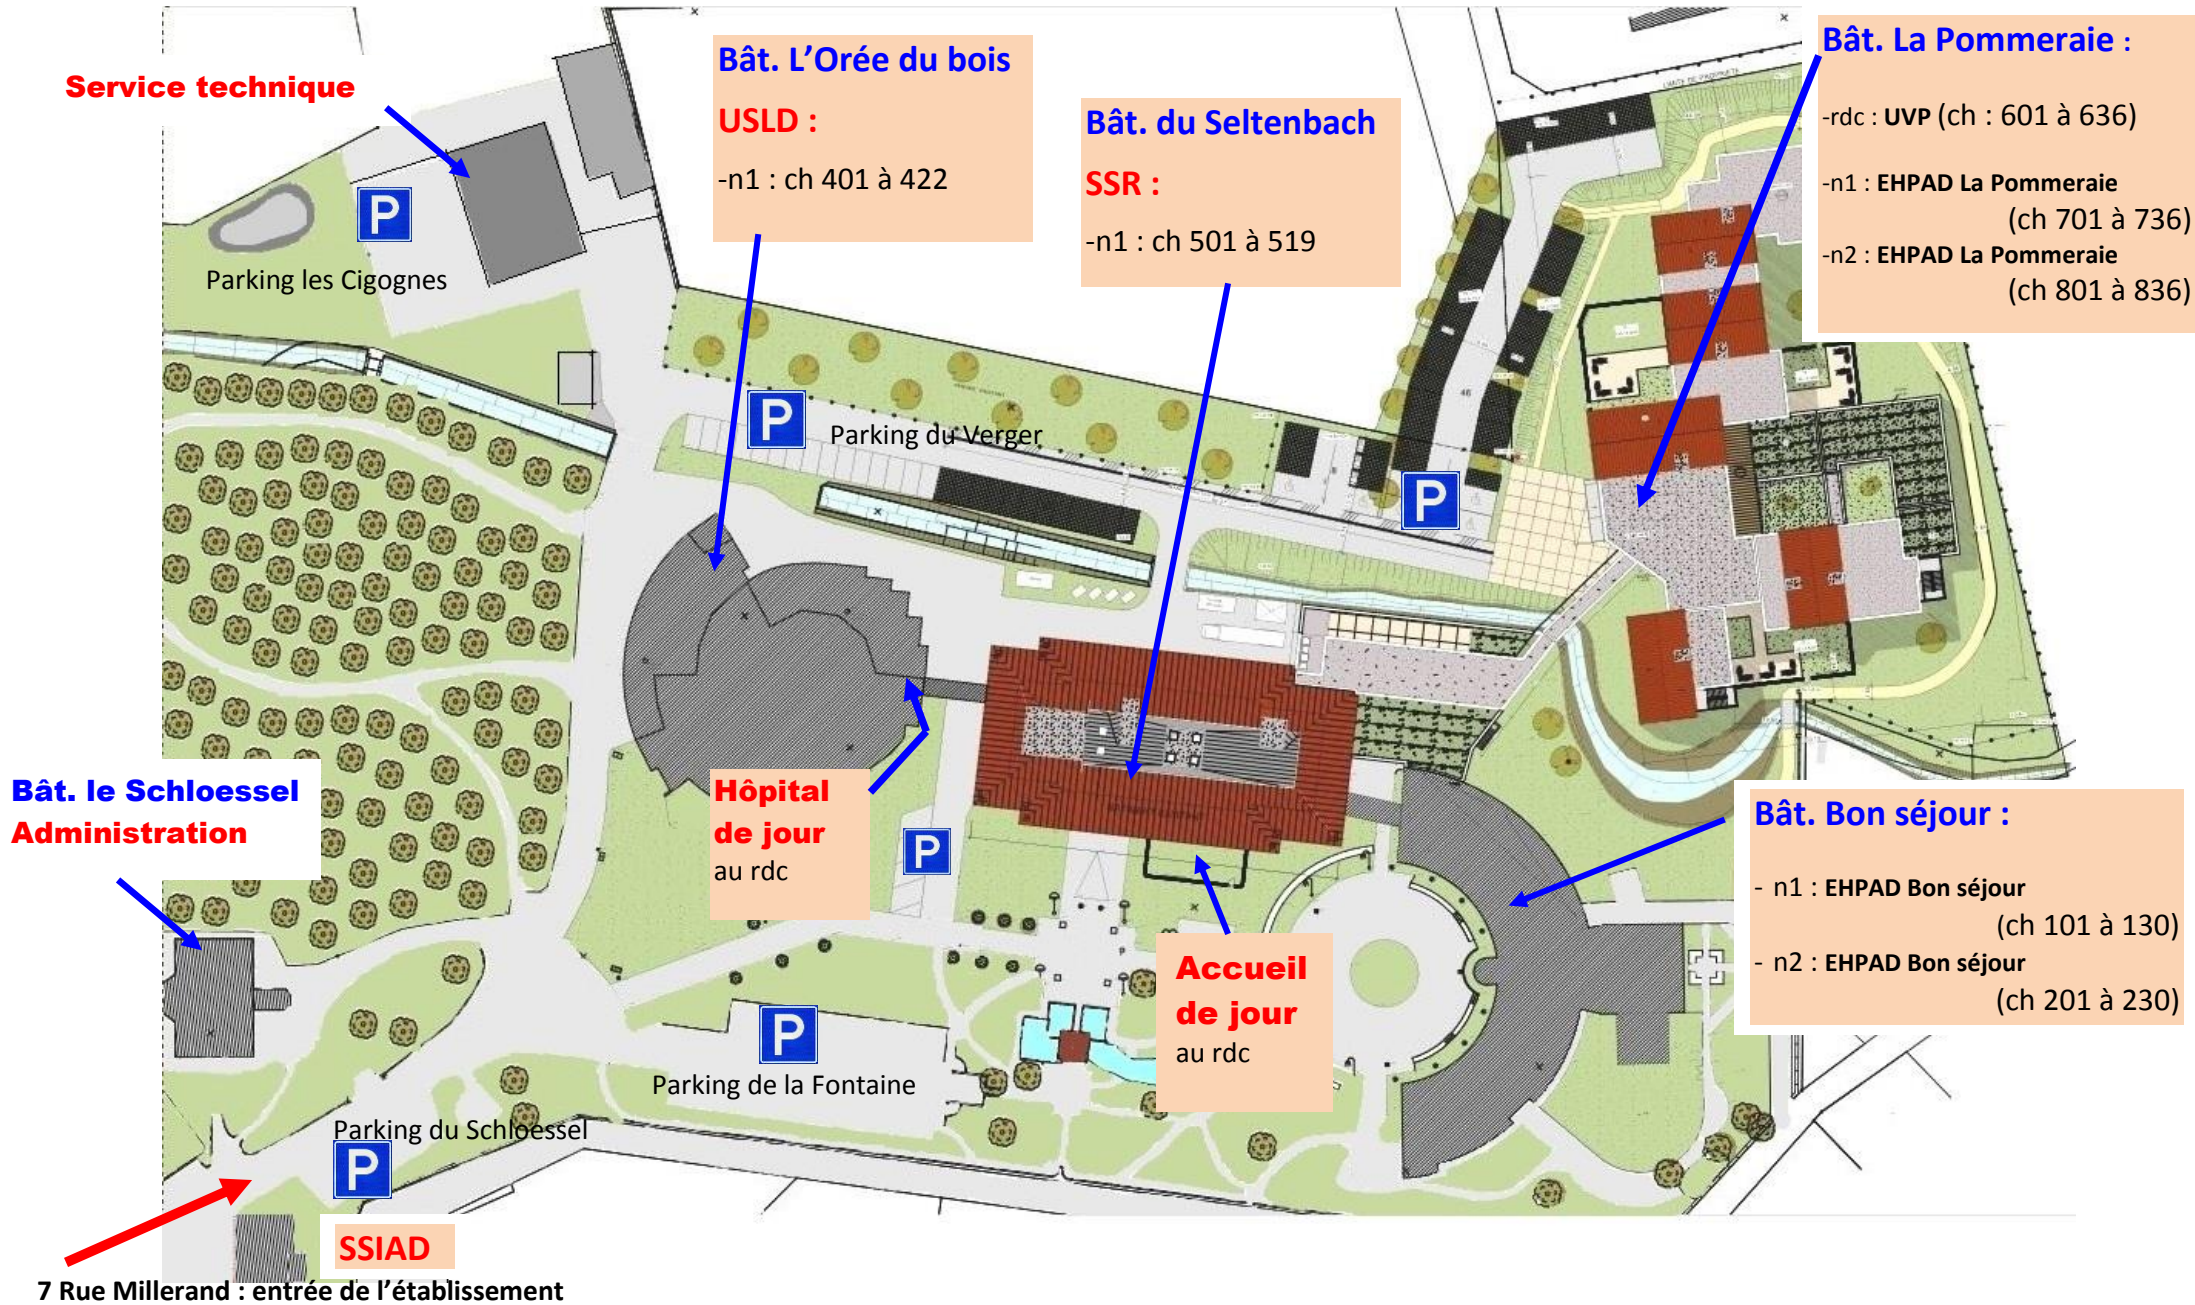 Service technique
P
Parking les Cigognes
Bât. L’Orée du bois
USLD :
-n1 : ch 401 à 422
Bât. du Seltenbach
SSR :
-n1 : ch 501 à 519
Bât. La Pommeraie :
-rdc : UVP (ch : 601 à 636)
-n1 : EHPAD La Pommeraie
(ch 701 à 736)
-n2 : EHPAD La Pommeraie
(ch 801 à 836)
P
Parking du Verger
46
P
Bât. le Schloessel
Administration
Hôpital
de jour
au rdc
P
Accueil
de jour
au rdc
Bât. Bon séjour :
- n1 : EHPAD Bon séjour
(ch 101 à 130)
- n2 : EHPAD Bon séjour
(ch 201 à 230)
P
Parking de la Fontaine
Parking du Schloessel
P
SSIAD
7 Rue Millerand : entrée de l’établissement